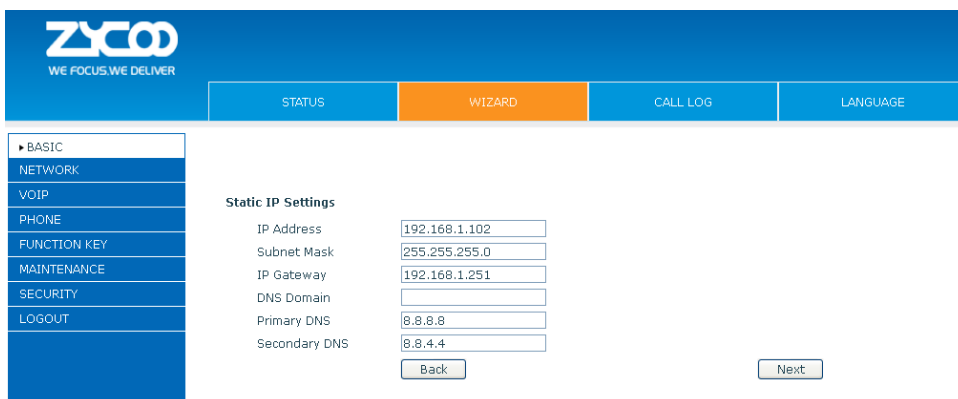 ZYCOO
WE FOCUS,WE DELIVER
STATUS WIZARD CALL LOG LANGUAGE
BASIC
NETWORK
VOIP
PHONE
FUNCTION KEY
MAINTENANCE
SECURITY
LOGOUT
Static IP Settings
IP Address 192.168.1.102
Subnet Mask 255.255.255.0
IP Gateway 192.168.1.251
DNS Domain
Primary DNS 8.8.8.8
Secondary DNS 8.8.4.4
Back Next